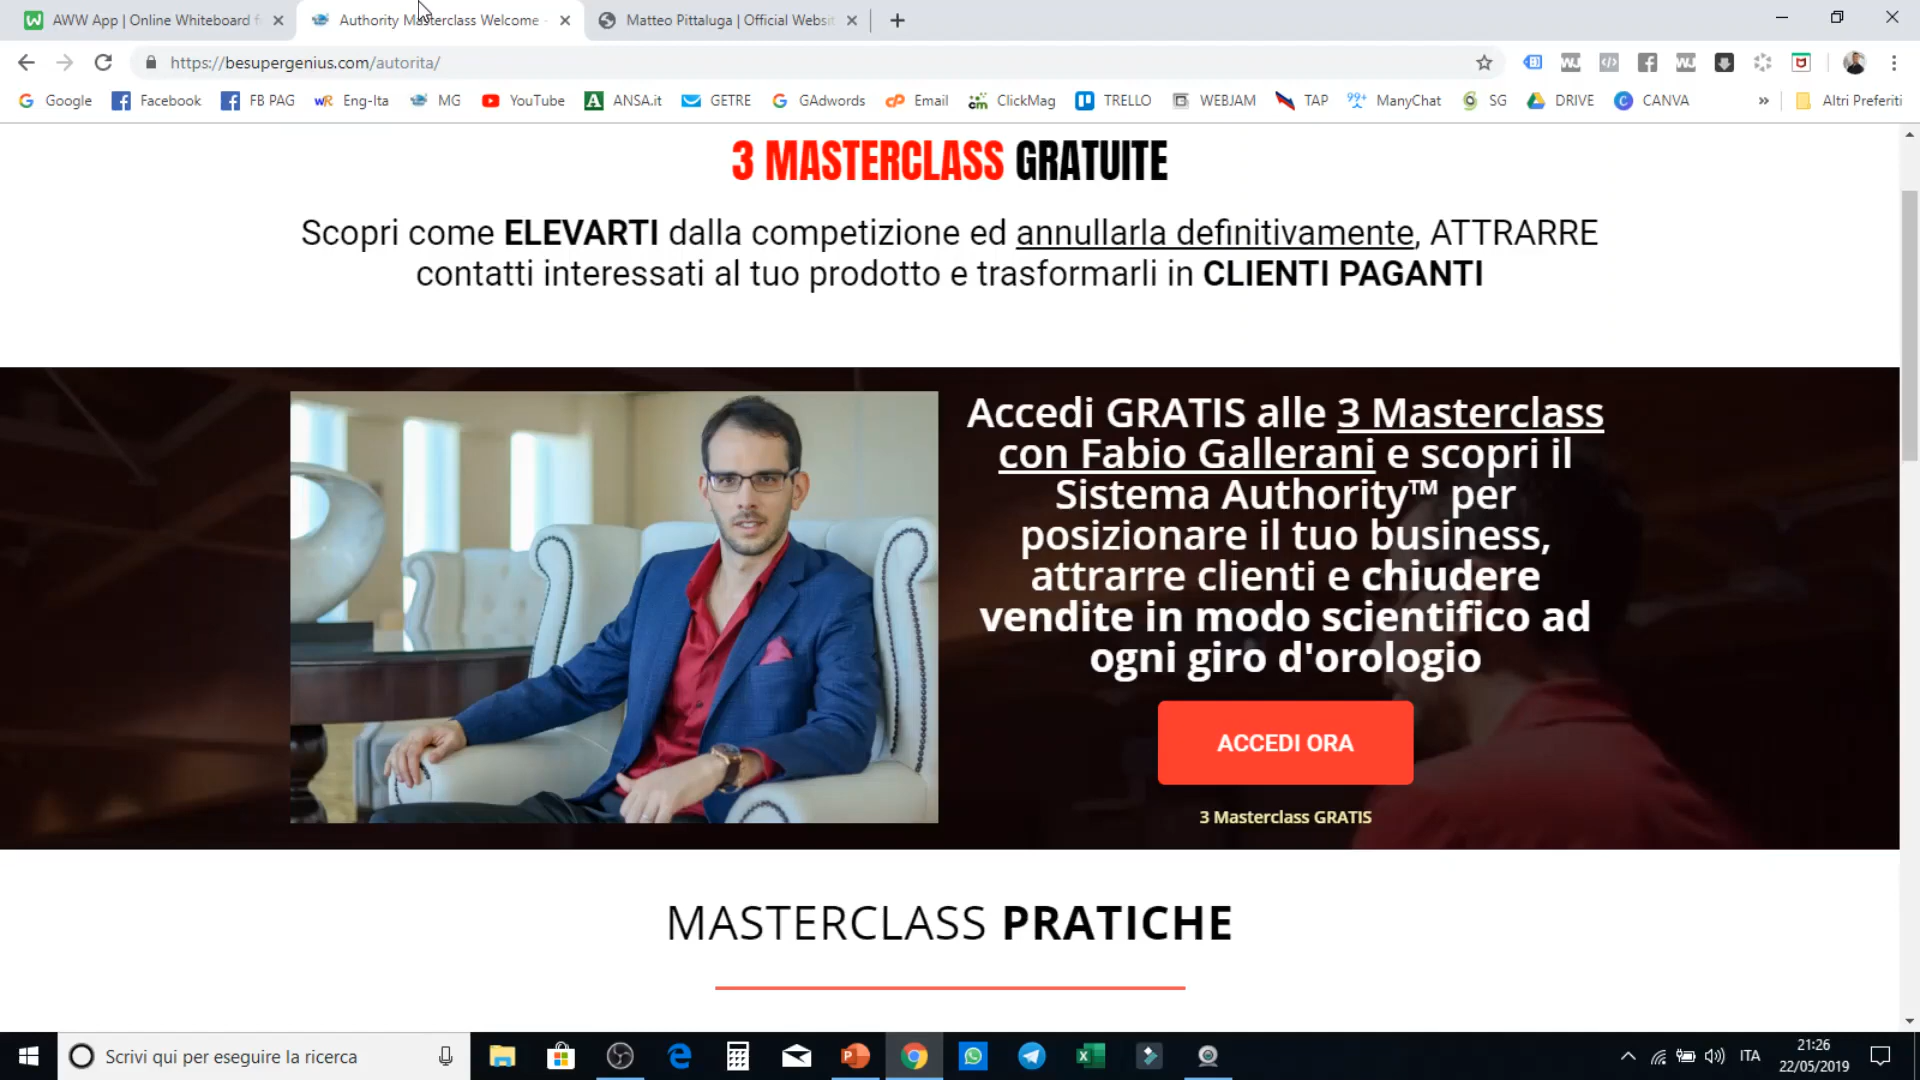 AWW App | Online Whiteboard f
Authority Masterclass Welcome -
Matteo Pittaluga | Official Websit
https://besupergenius.com/autorita/
Google
Facebook
FB PAG
Eng-Ita
MG
YouTube
ANSA.it
GETRE
GAdwords
Email
ClickMag
TRELLO
WEBJAM
TAP
ManyChat
SG
DRIVE
CANVA
»
Altri Preferiti
3 MASTERCLASS GRATUITE
Scopri come ELEVARTI dalla competizione ed annullarla definitivamente, ATTRARRE
contatti interessati al tuo prodotto e trasformarli in CLIENTI PAGANTI
Accedi GRATIS alle 3 Masterclass
con Fabio Gallerani e scopri il
Sistema Authority™ per
posizionare il tuo business,
attrarre clienti e chiudere
vendite in modo scientifico ad
ogni giro d'orologio
ACCEDI ORA
3 Masterclass GRATIS
MASTERCLASS PRATICHE
Scrivi qui per eseguire la ricerca
ITA
21:26
22/05/2019